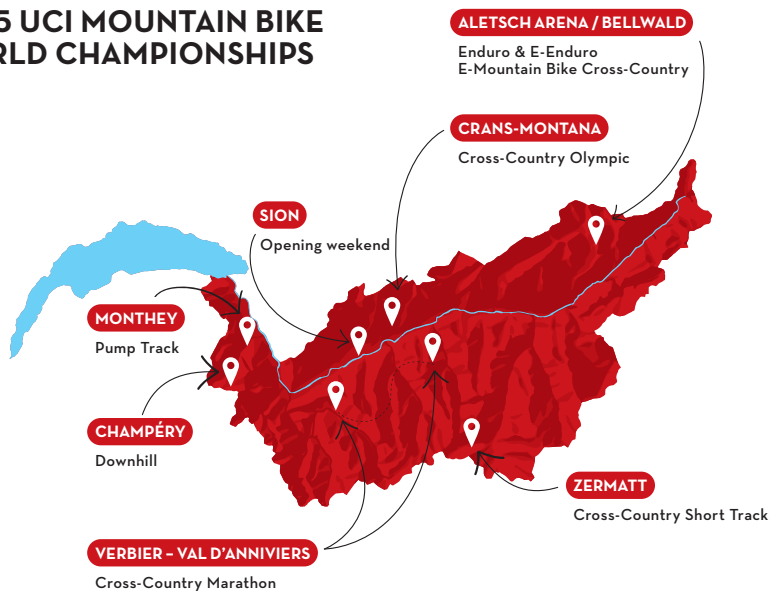 5 UCI MOUNTAIN BIKE
RLD CHAMPIONSHIPS
ALETSCH ARENA / BELLWALD
Enduro & E-Enduro
E-Mountain Bike Cross-Country
CRANS-MONTANA
Cross-Country Olympic
SION
Opening weekend
MONTHEY
Pump Track
CHAMPÉRY
Downhill
ZERMATT
Cross-Country Short Track
VERBIER – VAL D'ANNIVIERS
Cross-Country Marathon